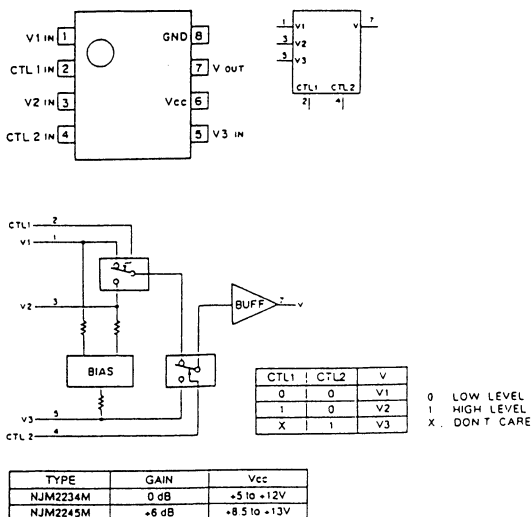 V1 IN 1 GND 8
CTL 1 IN 2 7 V OUT
V2 IN 3 Vcc 6
CTL 2 IN 4 5 V3 IN
1 V1 V 7
3 V2
5 V3
CTL1 CTL2
2 4
CTL1 2
V1 1
V2 3
BUFF 7 V
BIAS
V3 5
CTL 2 4
CTL1 CTL2 V
0 0 V1
1 0 V2
X 1 V3
0 LOW LEVEL
1 HIGH LEVEL
X. DON T CARE
TYPE GAIN Vcc
NJM2234M 0 dB +5 to +12V
NJM2245M +6 dB +8.5 to +13V